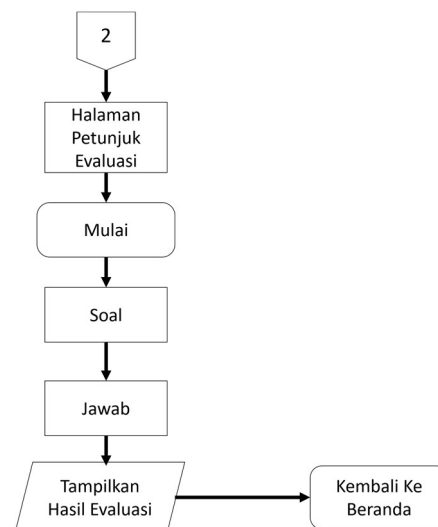 2
Halaman
Petunjuk
Evaluasi
Mulai
Soal
Jawab
Tampilkan
Hasil Evaluasi
Kembali Ke
Beranda